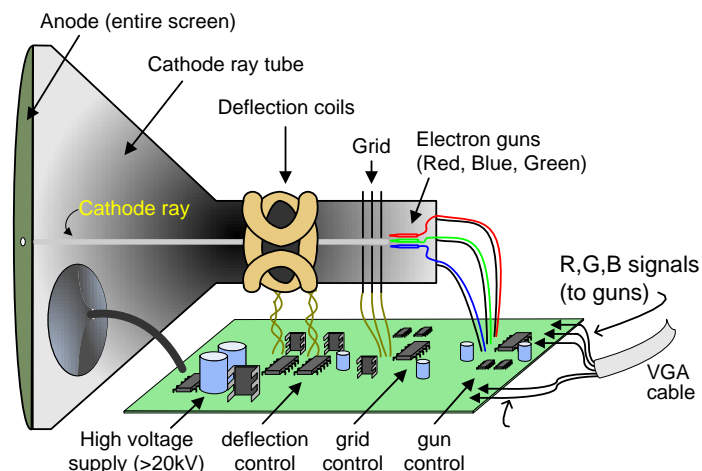 Anode (entire screen)
Cathode ray tube
Deflection coils
Grid
Electron guns
(Red, Blue, Green)
Cathode ray
R,G,B signals
(to guns)
VGA
cable
High voltage
supply (>20kV)
deflection
control
grid
control
gun
control